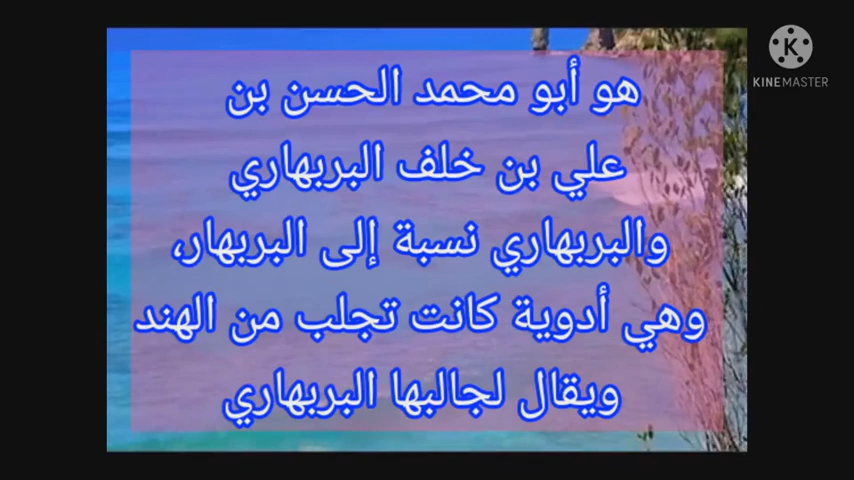 هو أبو محمد الحسن بن
علي بن خلف البربهاري
والبربهاري نسبة إلى البربهار،
وهي أدوية كانت تجلب من الهند
ويقال لجالبها البربهاري
KINEMASTER